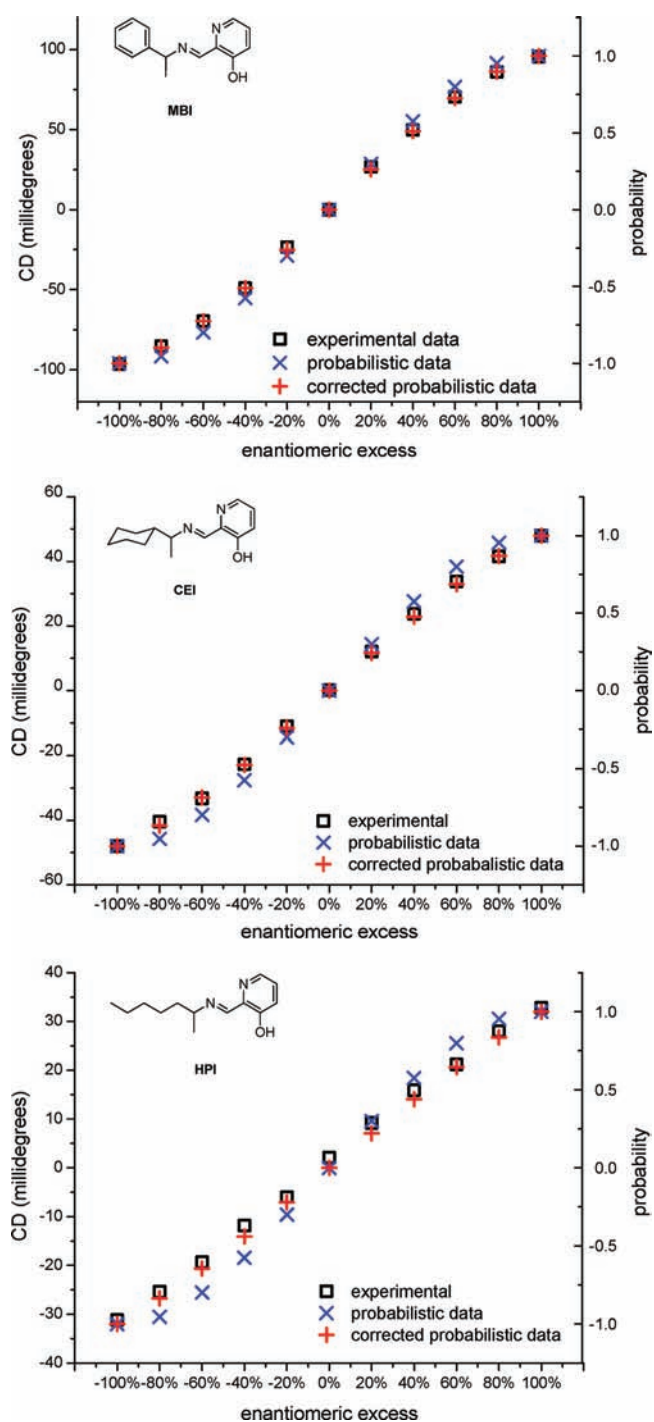 N
N
OH
MBI
CD (millidegrees)
100
50
0
-50
-100
1.0
0.5
0.0
-0.5
-1.0
probability
experimental data
probabilistic data
corrected probabilistic data
-100% -80% -60% -40% -20% 0% 20% 40% 60% 80% 100%
enantiomeric excess
N
N
OH
CEI
CD (millidegrees)
60
40
20
0
-20
-40
-60
1.0
0.5
0.0
-0.5
-1.0
probability
experimental
probabilistic data
corrected probabalistic data
-100% -80% -60% -40% -20% 0% 20% 40% 60% 80% 100%
enantiomeric excess
N
N
OH
HPI
CD (millidegrees)
40
30
20
10
0
-10
-20
-30
-40
1.0
0.5
0.0
-0.5
-1.0
probability
experimental
probabilistic data
corrected probabilistic data
-100% -80% -60% -40% -20% 0% 20% 40% 60% 80% 100%
enantiomeric excess